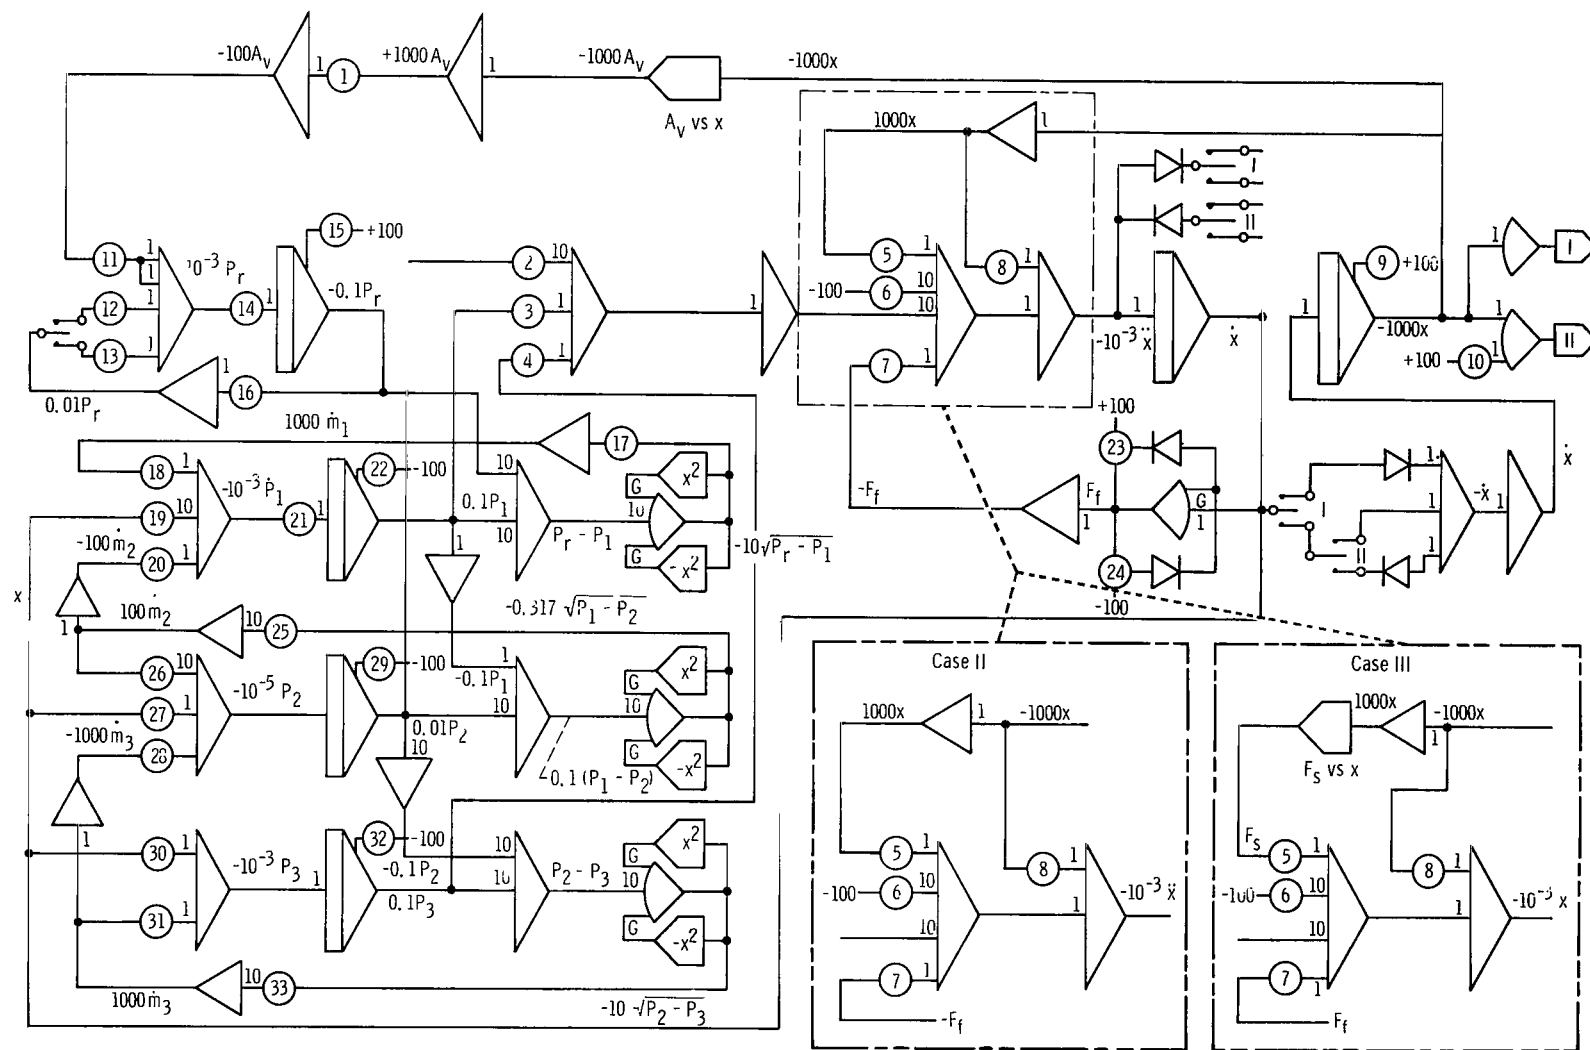 -100A_v
1
1
+1000 A_v
1
-1000 A_v
A_v vs x
-1000x
1000x
1
I
II
11
1
1
10^-3 P_r
15
+100
12
1
14
1
-0.1P_r
13
1
16
1
0.01P_r
2
10
3
1
4
1
1
5
1
-100
6
10
10
7
1
8
1
1
1
-10^-3 ẍ
ẋ
1
9
+100
-1000x
1
I
1
II
+100
10
1
1000 ṁ_1
17
18
1
19
10
-100ṁ_2
20
1
-10^-3 Ṗ_1
21
1
22
-100
0.1P_1
10
10
P_r - P_1
x^2
G
10
G
-x^2
-10√P_r - P_1
1
-F_f
F_f
1
+100
23
G
1
24
-100
I
II
1
1
1
-ẋ
1
ẋ
x
1
100ṁ_2
10
25
-0.317 √P_1 - P_2
26
10
27
1
-1000ṁ_3
28
1
-10^-5 P_2
29
-100
0.01P_2
-0.1P_1
1
10
0.1 (P_1 - P_2)
x^2
G
10
G
-x^2
10
1
30
1
31
1
-10^-3 P_3
1
32
-100
-0.1P_2
0.1P_3
10
10
P_2 - P_3
x^2
G
10
G
-x^2
1000ṁ_3
10
33
-10 √P_2 - P_3
Case II
1000x
1
-1000x
5
1
-100
6
10
10
7
1
8
1
1
-10^-3 ẍ
-F_f
Case III
1000x
1
-1000x
F_s vs x
F_s
5
1
-100
6
10
10
7
1
8
1
1
F_f